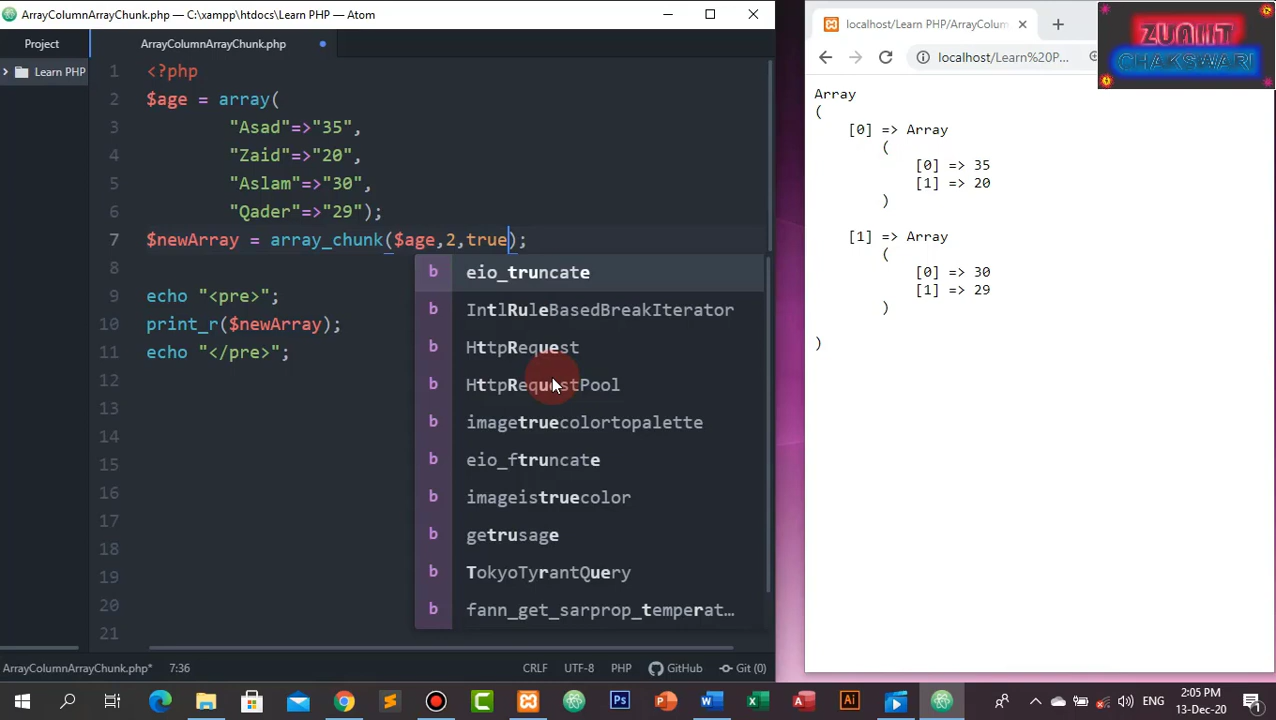 ArrayColumnArrayChunk.php — C:\xampp\htdocs\Learn PHP — Atom
Project
ArrayColumnArrayChunk.php
Learn PHP
1 <?php
2 $age = array(
3 "Asad"=>"35",
4 "Zaid"=>"20",
5 "Aslam"=>"30",
6 "Qader"=>"29");
7 $newArray = array_chunk($age,2,true);
8
9 echo "<pre>";
10 print_r($newArray);
11 echo "</pre>";
12
13
14
15
16
17
18
19
20
21
b eio_truncate
b IntlRuleBasedBreakIterator
b HttpRequest
b HttpRequestPool
b imagetruecolortopalette
b eio_ftruncate
b imageistruecolor
b getrusage
b TokyoTyrantQuery
b fann_get_sarprop_temperat...
ArrayColumnArrayChunk.php* 7:36 CRLF UTF-8 PHP GitHub Git (0)
localhost/Learn PHP/ArrayColum
localhost/Learn%20P...
ZUAIIT
CHAKSWARI
Array
(
[0] => Array
(
[0] => 35
[1] => 20
)
[1] => Array
(
[0] => 30
[1] => 29
)
)
ENG
2:05 PM
13-Dec-20